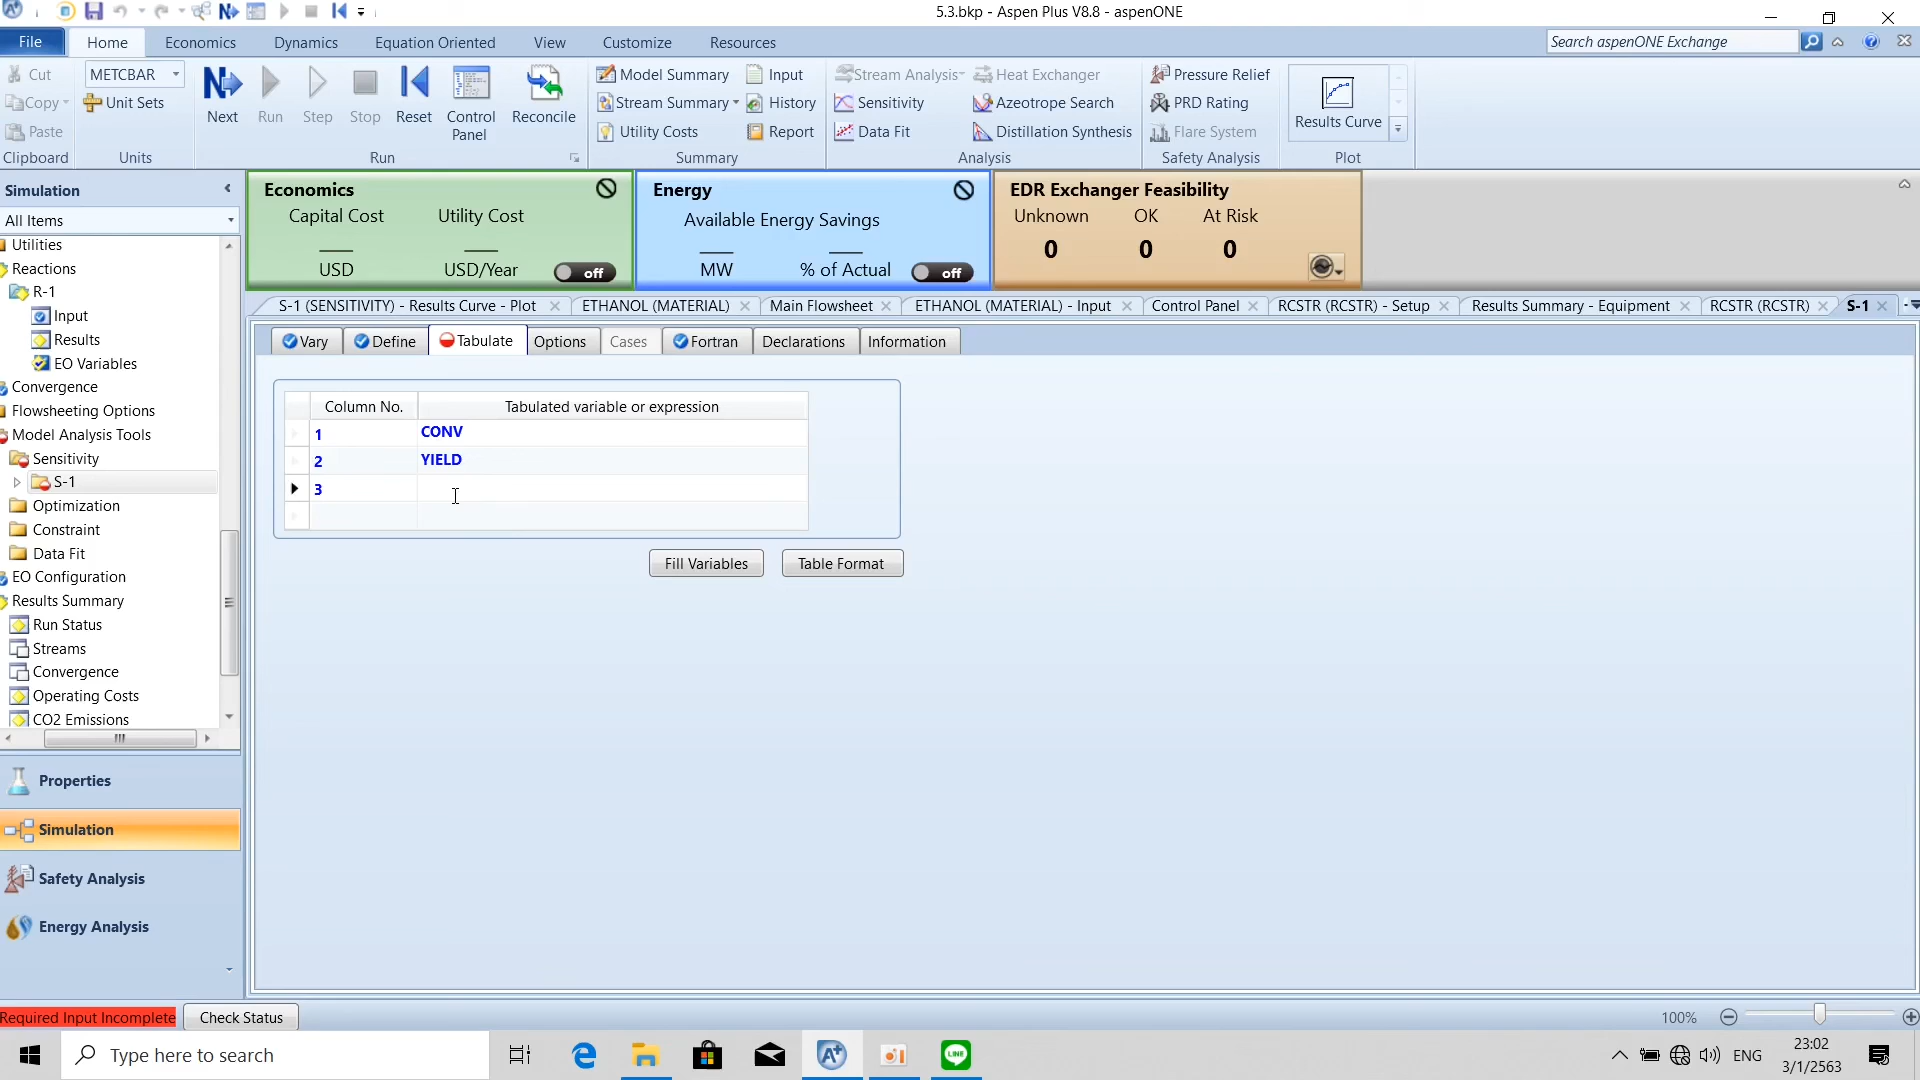 5.3.bkp - Aspen Plus V8.8 - aspenONE
File
Home
Economics
Dynamics
Equation Oriented
View
Customize
Resources
Search aspenONE Exchange
Cut
Copy
Paste
Clipboard
METCBAR
Unit Sets
Units
Next
Run
Step
Stop
Reset
Control
Panel
Reconcile
Run
Model Summary
Stream Summary
Utility Costs
Input
History
Report
Summary
Stream Analysis
Sensitivity
Data Fit
Heat Exchanger
Azeotrope Search
Distillation Synthesis
Analysis
Pressure Relief
PRD Rating
Flare System
Safety Analysis
Results Curve
Plot
Simulation
All Items
Utilities
Reactions
R-1
Input
Results
EO Variables
Convergence
Flowsheeting Options
Model Analysis Tools
Sensitivity
S-1
Optimization
Constraint
Data Fit
EO Configuration
Results Summary
Run Status
Streams
Convergence
Operating Costs
CO2 Emissions
Properties
Simulation
Safety Analysis
Energy Analysis
Economics
Capital Cost Utility Cost
USD USD/Year off
Energy
Available Energy Savings
MW % of Actual off
EDR Exchanger Feasibility
Unknown OK At Risk
0 0 0
S-1 (SENSITIVITY) - Results Curve - Plot
ETHANOL (MATERIAL)
Main Flowsheet
ETHANOL (MATERIAL) - Input
Control Panel
RCSTR (RCSTR) - Setup
Results Summary - Equipment
RCSTR (RCSTR)
S-1
Vary
Define
Tabulate
Options
Cases
Fortran
Declarations
Information
Column No. Tabulated variable or expression
1 CONV
2 YIELD
3
Fill Variables
Table Format
Required Input Incomplete
Check Status
100%
Type here to search
ENG
23:02
3/1/2563